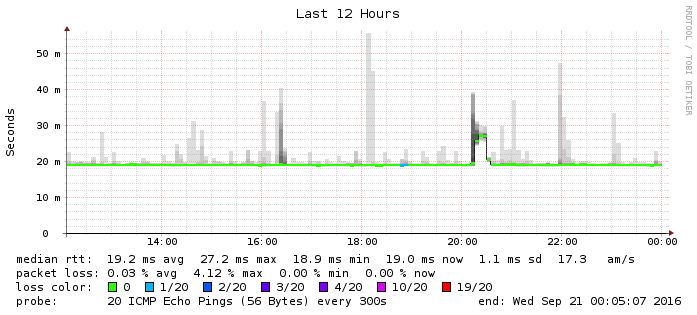 Last 12 Hours
RRDTOOL / TOBI OETIKER
Seconds
50 m
40 m
30 m
20 m
10 m
0
14:00 16:00 18:00 20:00 22:00 00:00
median rtt: 19.2 ms avg 27.2 ms max 18.9 ms min 19.0 ms now 1.1 ms sd 17.3 am/s
packet loss: 0.03 % avg 4.12 % max 0.00 % min 0.00 % now
loss color: 0 1/20 2/20 3/20 4/20 10/20 19/20
probe: 20 ICMP Echo Pings (56 Bytes) every 300s end: Wed Sep 21 00:05:07 2016